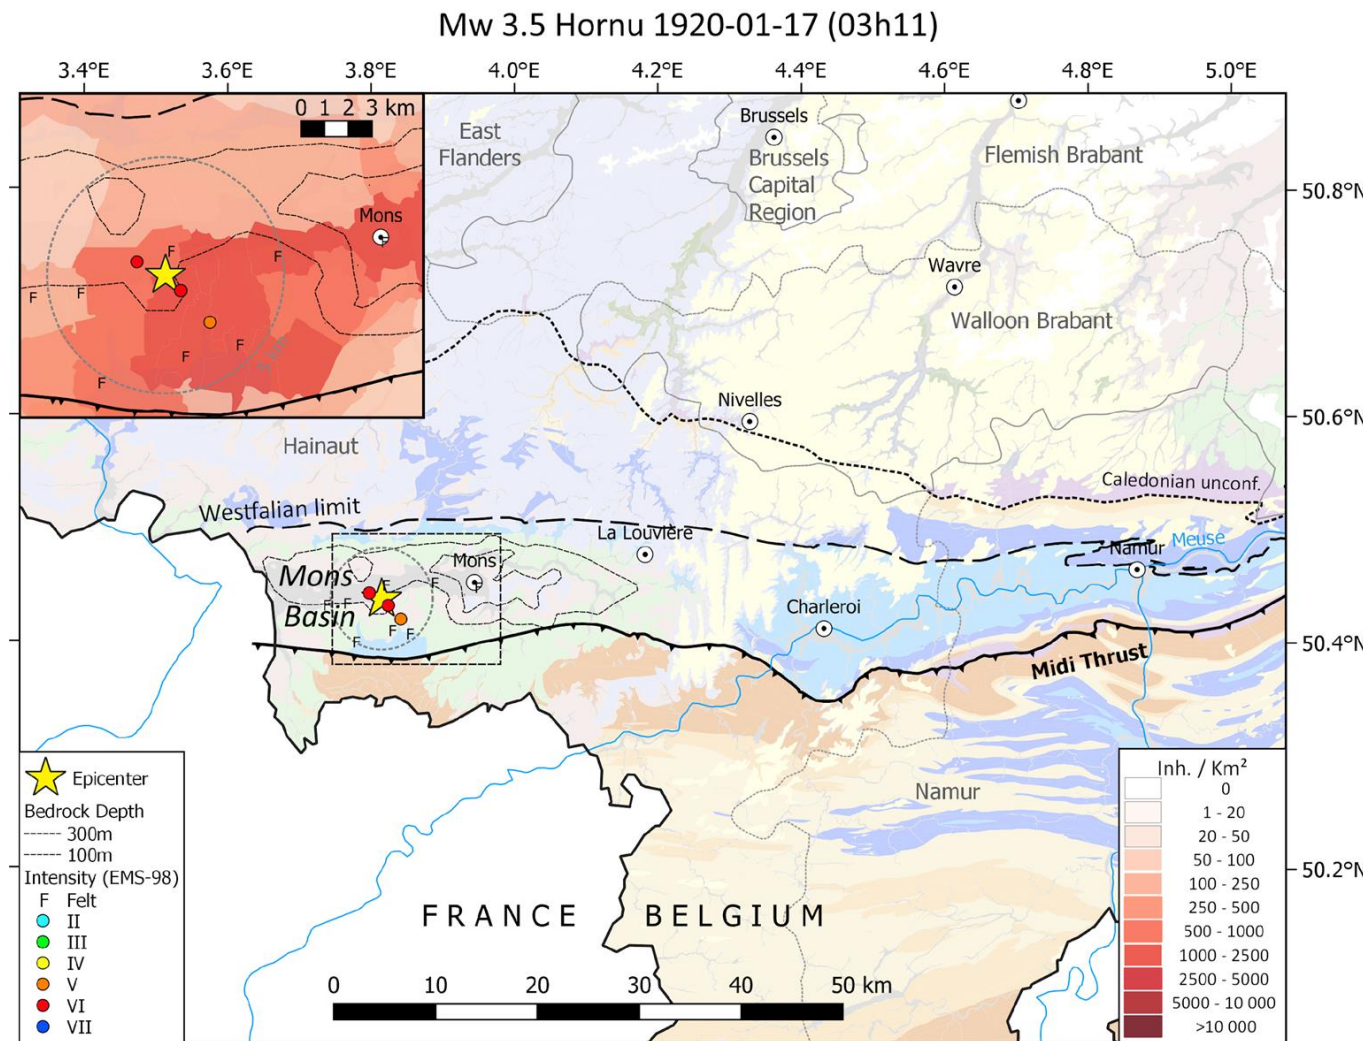 Mw 3.5 Hornu 1920-01-17 (03h11)
3.4°E 3.6°E 3.8°E 4.0°E 4.2°E 4.4°E 4.6°E 4.8°E 5.0°E
0 1 2 3 km
Mons
F
F
F
F
F
F
F
F
F
East
Flanders
Brussels
Brussels
Capital
Region
Flemish Brabant
50.8°N
Wavre
Walloon Brabant
Nivelles
50.6°N
Hainaut
Caledonian unconf.
Westfalian limit
La Louvière
Namur
Meuse
Mons
Mons
Basin
F
F
F
F
F
F
F
F
Charleroi
50.4°N
Midi Thrust
Namur
50.2°N
FRANCE
BELGIUM
0 10 20 30 40 50 km
Epicenter
Bedrock Depth
300m
100m
Intensity (EMS-98)
F Felt
II
III
IV
V
VI
VII
Inh. / Km²
0
1 - 20
20 - 50
50 - 100
100 - 250
250 - 500
500 - 1000
1000 - 2500
2500 - 5000
5000 - 10 000
>10 000